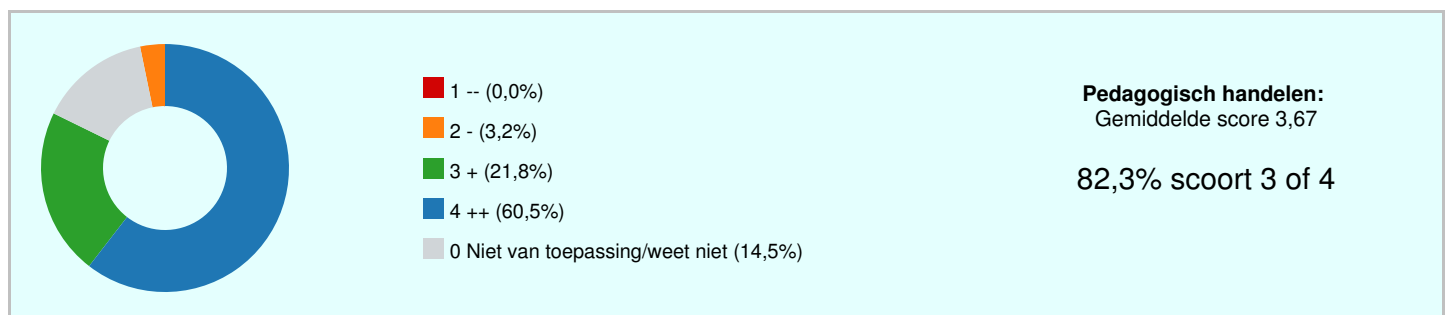 1 -- (0,0%)
2 - (3,2%)
3 + (21,8%)
4 ++ (60,5%)
0 Niet van toepassing/weet niet (14,5%)
Pedagogisch handelen:
Gemiddelde score 3,67
82,3% scoort 3 of 4